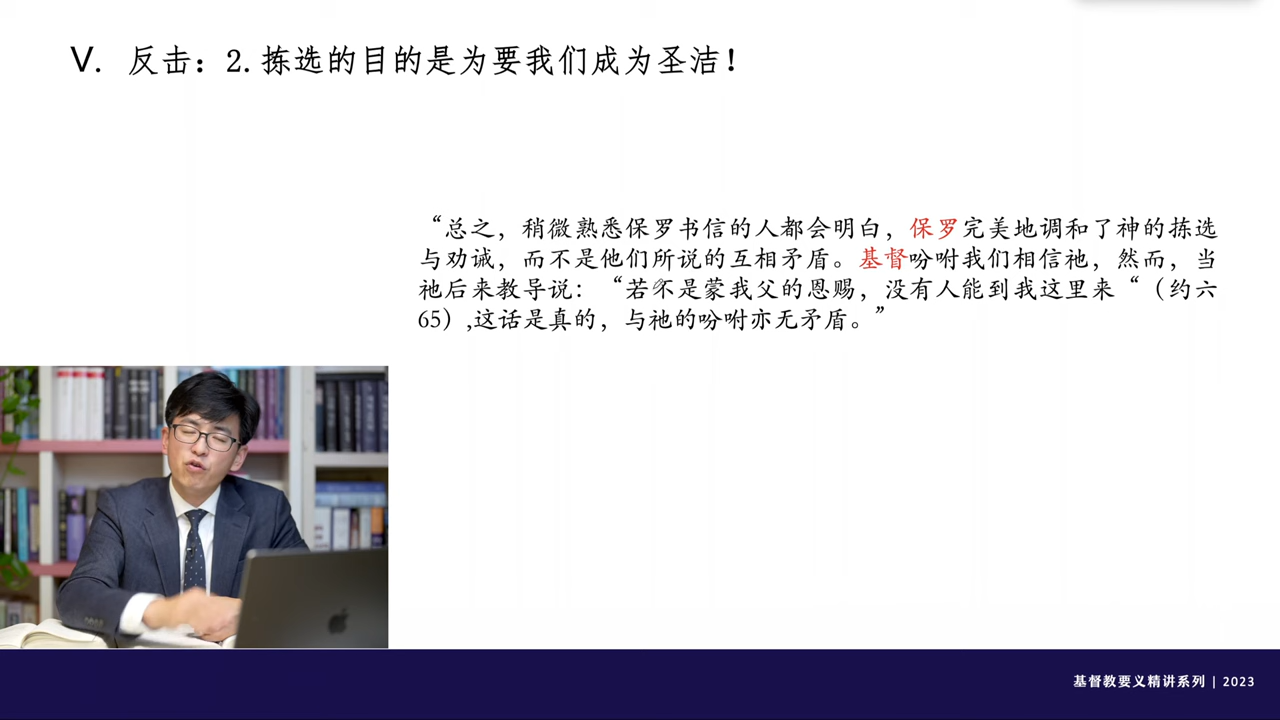 V. 反击：2.拣选的目的是为要我们成为圣洁！
“总之，稍微熟悉保罗书信的人都会明白，保罗完美地调和了神的拣选
与劝诫，而不是他们所说的互相矛盾。基督吩咐我们相信祂，然而，当
祂后来教导说：“若不是蒙我父的恩赐，没有人能到我这里来“（约六
65）,这话是真的，与祂的吩咐亦无矛盾。”
基督教要义精讲系列 | 2023